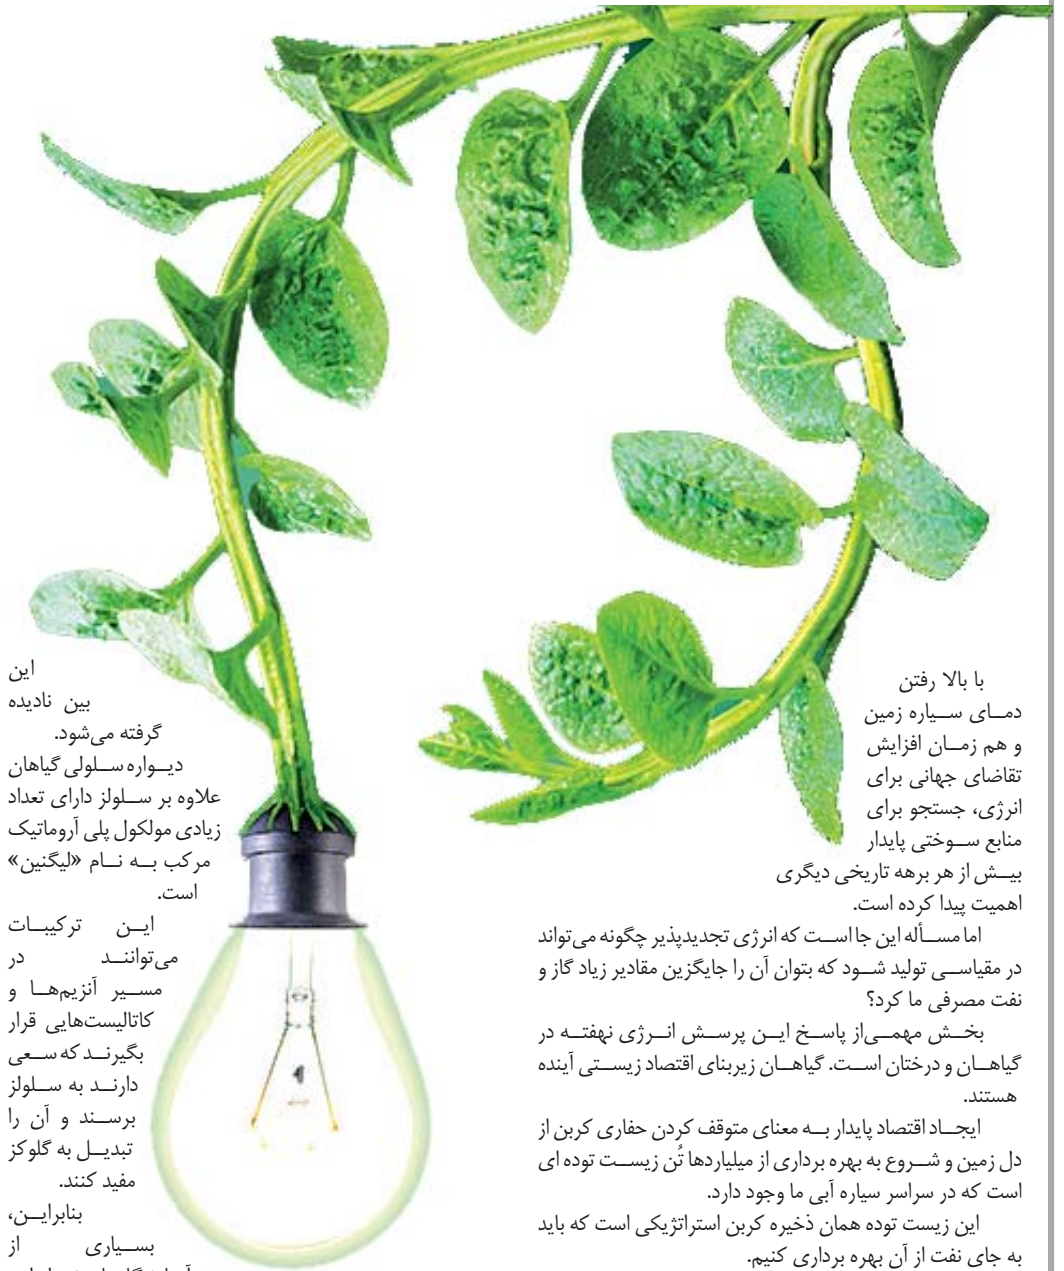 با بالا رفتن
دمای سیاره زمین
و هم زمان افزایش
تقاضای جهانی برای
انرژی، جستجو برای
منابع سوختی پایدار
بیش از هر برهه تاریخی دیگری
اهمیت پیدا کرده است.
اما مسأله این جا است که انرژی تجدیدپذیر چگونه می‌تواند
در مقیاسی تولید شود که بتوان آن را جایگزین مقادیر زیاد گاز و
نفت مصرفی ما کرد؟
بخش مهمی‌از پاسخ این پرسش انرژی نهفته در
گیاهان و درختان است. گیاهان زیربنای اقتصاد زیستی آینده
هستند.
ایجاد اقتصاد پایدار به معنای متوقف کردن حفاری کربن از
دل زمین و شروع به بهره برداری از میلیاردها تُن زیست توده ای
است که در سراسر سیاره آبی ما وجود دارد.
این زیست توده همان ذخیره کربن استراتژیکی است که باید
به جای نفت از آن بهره برداری کنیم.
این
بین نادیده
گرفته می‌شود.
دیواره سلولی گیاهان
علاوه بر سلولز دارای تعداد
زیادی مولکول پلی آروماتیک
مرکب به نام «لیگنین»
است.
این ترکیبات
می‌توانند در
مسیر آنزیم‌ها و
کاتالیست‌هایی قرار
بگیرند که سعی
دارند به سلولز
برسند و آن را
تبدیل به گلوکز
مفید کنند.
بنابراین،
بسیاری از